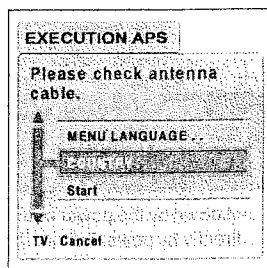 EXECUTION APS
Please check antenna
cable.
MENU LANGUAGE..
COUNTRY
Start
TV Cancel